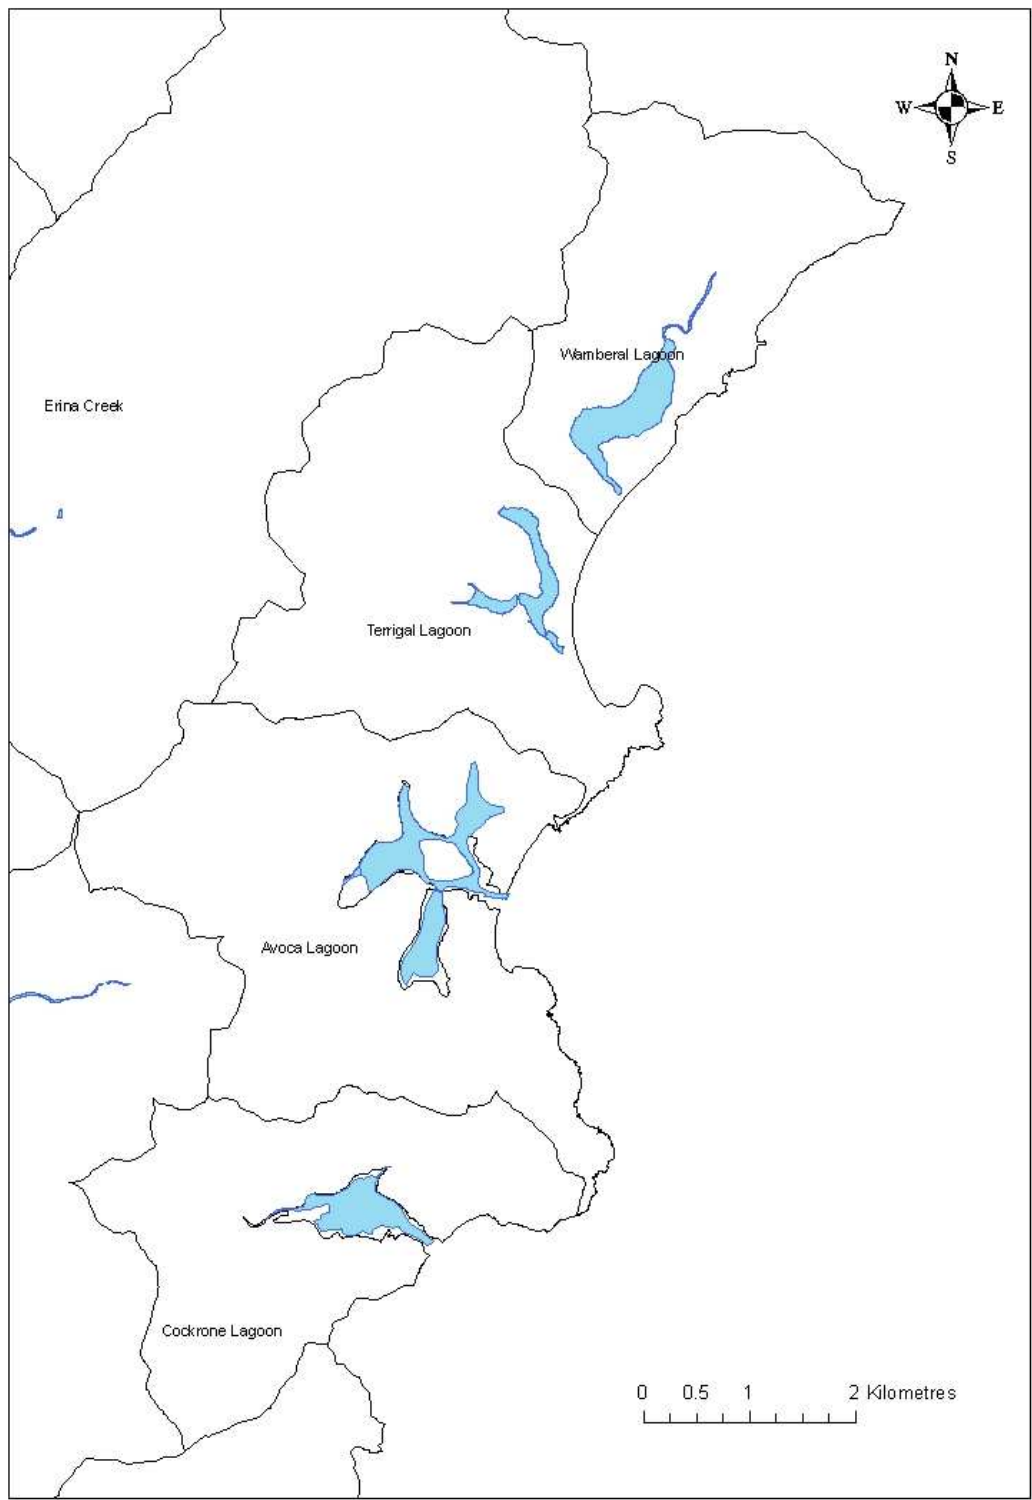 N
W E
S
Wamberal Lagoon
Erina Creek
Terrigal Lagoon
Avoca Lagoon
Cockrone Lagoon
0 0.5 1 2 Kilometres